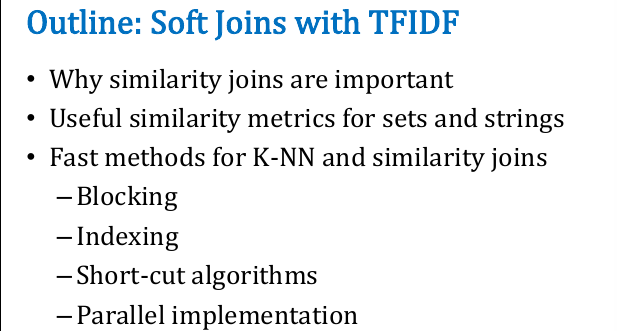 Outline: Soft Joins with TFIDF
• Why similarity joins are important
• Useful similarity metrics for sets and strings
• Fast methods for K-NN and similarity joins
– Blocking
– Indexing
– Short-cut algorithms
– Parallel implementation